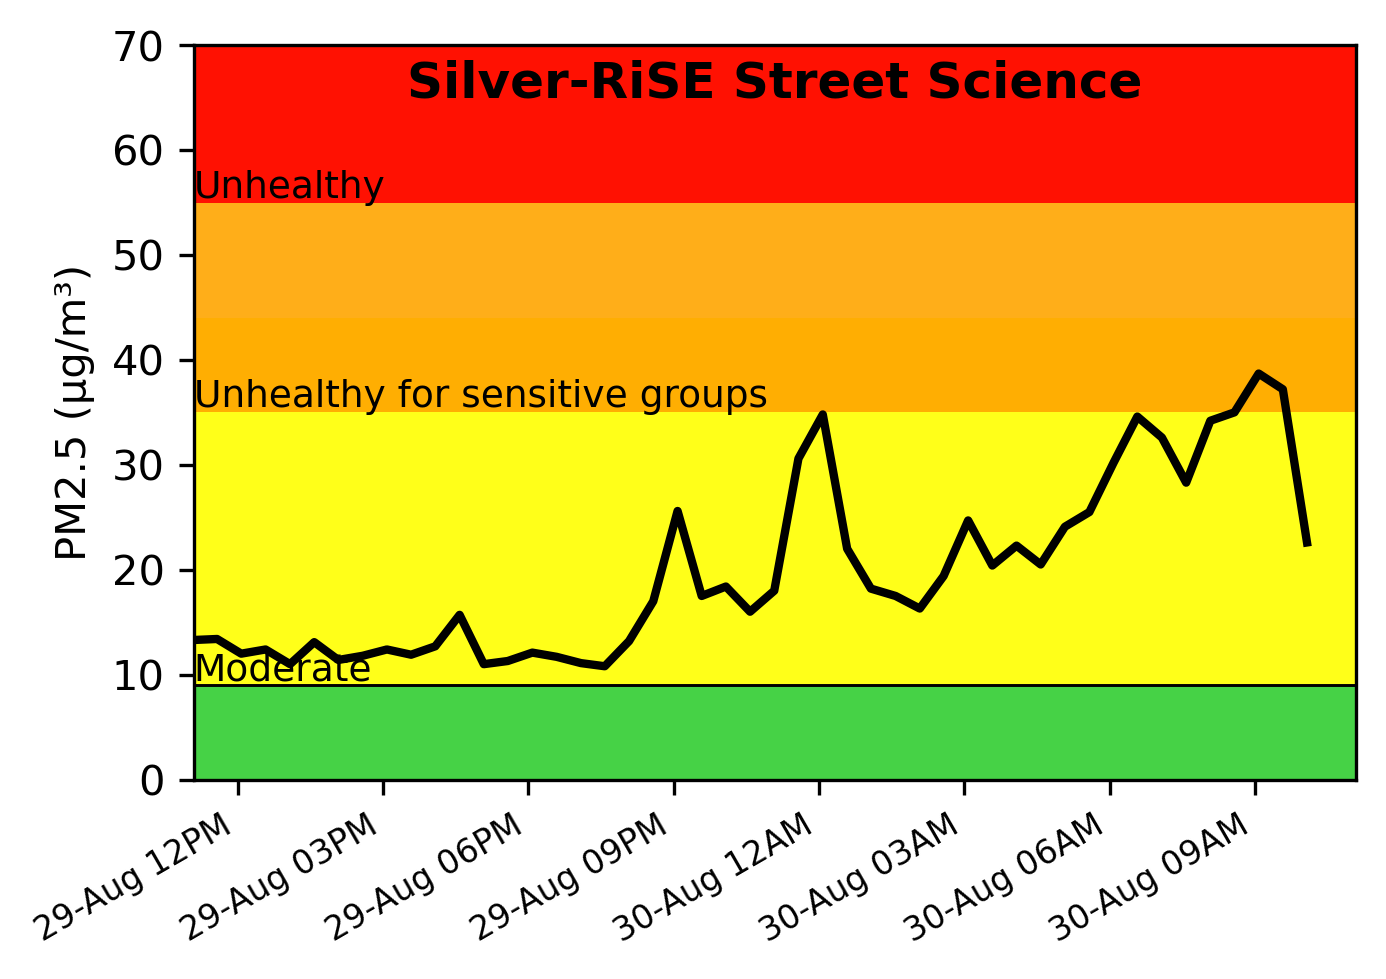 Silver-RiSE Street Science
70
60
50
40
30
20
10
0
PM2.5 (µg/m³)
Unhealthy
Unhealthy for sensitive groups
Moderate
29-Aug 12PM
29-Aug 03PM
29-Aug 06PM
29-Aug 09PM
30-Aug 12AM
30-Aug 03AM
30-Aug 06AM
30-Aug 09AM